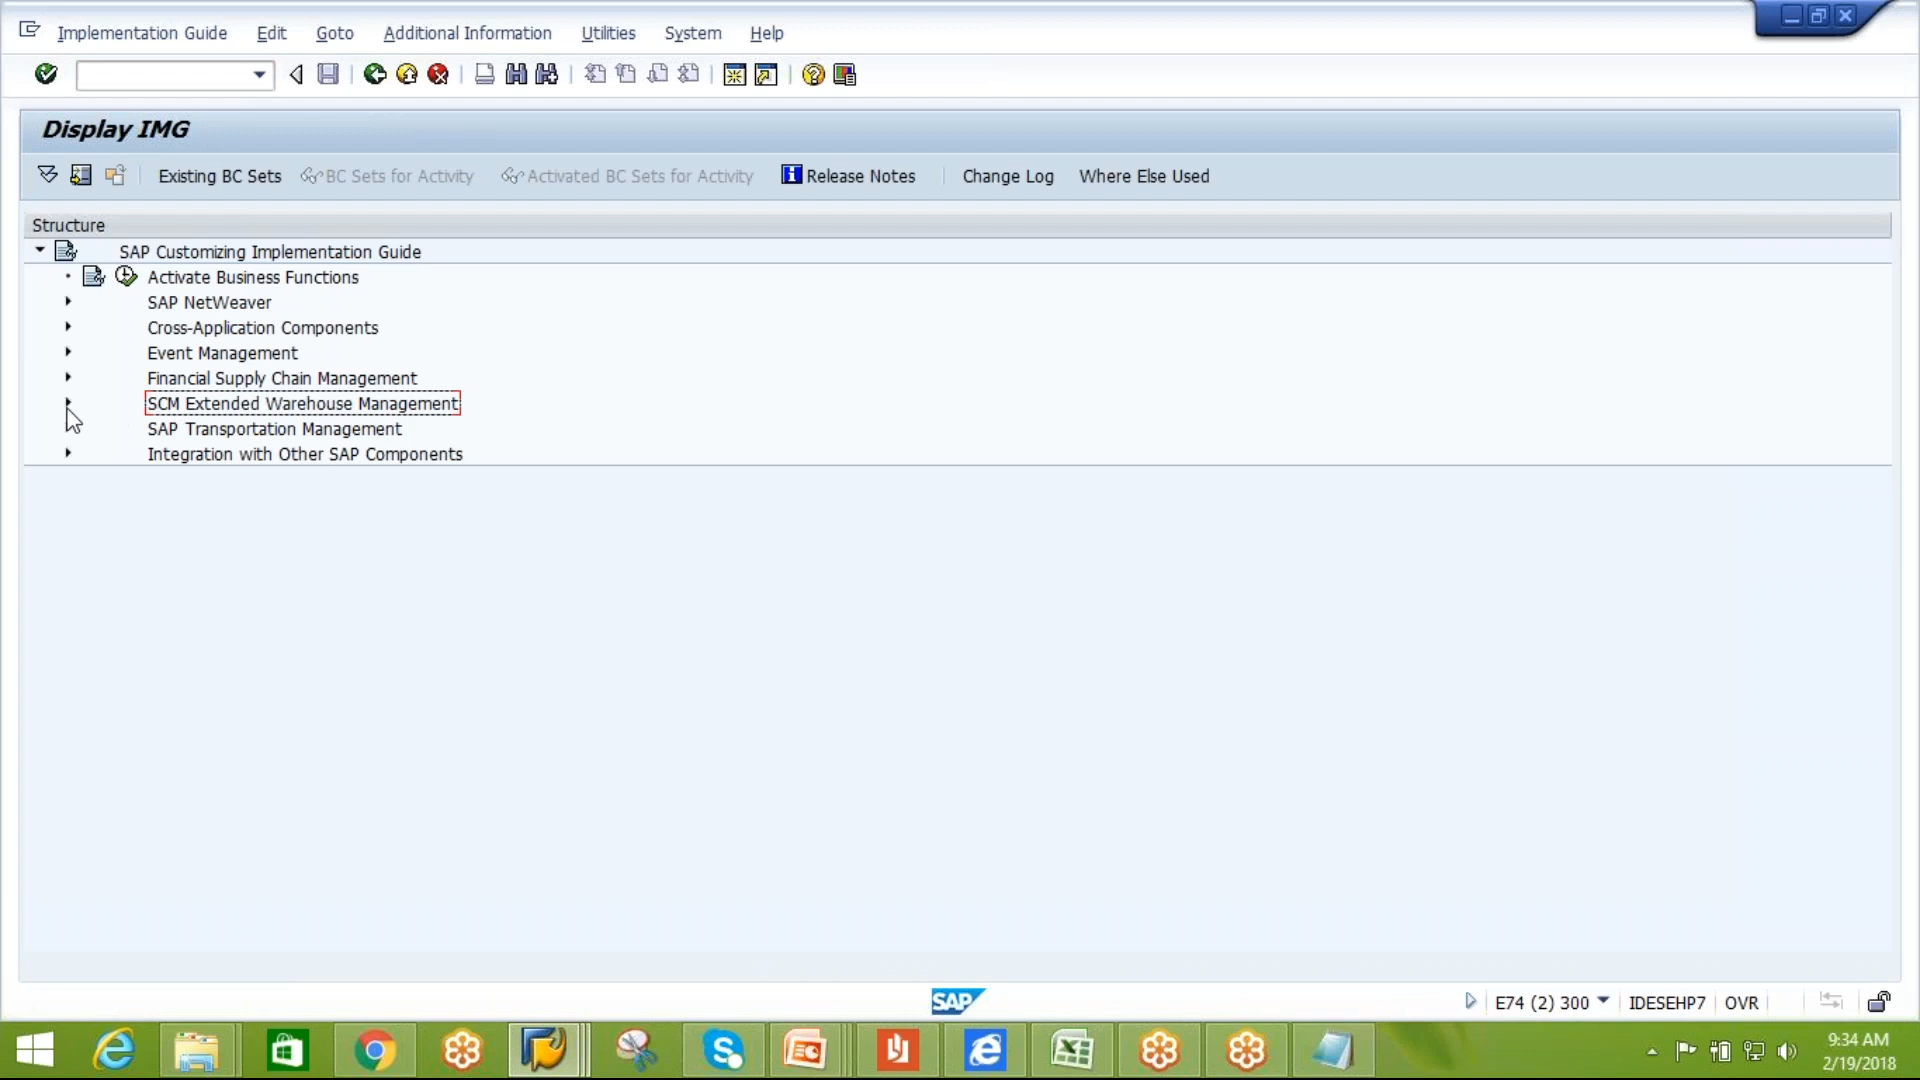 Implementation Guide Edit Goto Additional Information Utilities System Help
Display IMG
Existing BC Sets BC Sets for Activity Activated BC Sets for Activity Release Notes Change Log Where Else Used
Structure
SAP Customizing Implementation Guide
Activate Business Functions
SAP NetWeaver
Cross-Application Components
Event Management
Financial Supply Chain Management
SCM Extended Warehouse Management
SAP Transportation Management
Integration with Other SAP Components
SAP E74 (2) 300 IDESEHP7 OVR
9:34 AM
2/19/2018